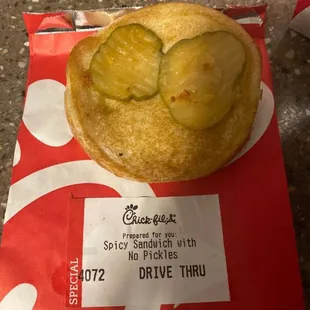 Chick-fil-A
Prepared for you:
Spicy Sandwich with
No Pickles
SPECIAL
4072 DRIVE THRU